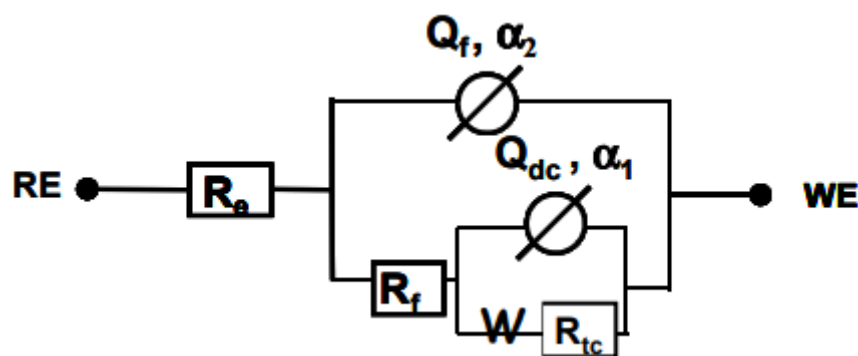 Qf, α2
Qdc, α1
RE
Re
WE
Rf
W
Rtc